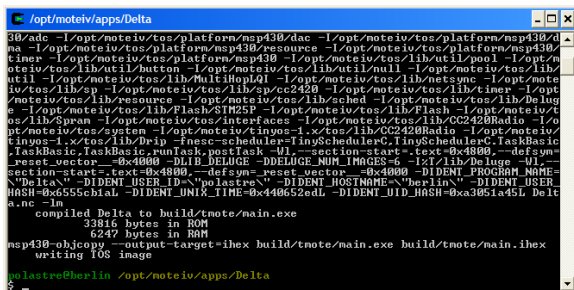 /opt/moteiv/apps/Delta
30/adc -I/opt/moteiv/tos/platform/msp430/dac -I/opt/moteiv/tos/platform/msp430/d
ma -I/opt/moteiv/tos/platform/msp430/resource -I/opt/moteiv/tos/platform/msp430/
timer -I/opt/moteiv/tos/platform/msp430 -I/opt/moteiv/tos/lib/util/pool -I/opt/m
oteiv/tos/lib/util/button -I/opt/moteiv/tos/lib/util/null -I/opt/moteiv/tos/lib/
util -I/opt/moteiv/tos/lib/MultiHopLQI -I/opt/moteiv/tos/lib/netsync -I/opt/mote
iv/tos/lib/sp -I/opt/moteiv/tos/lib/sp/cc2420 -I/opt/moteiv/tos/lib/timer -I/opt
/moteiv/tos/lib/resource -I/opt/moteiv/tos/lib/sched -I/opt/moteiv/tos/lib/Delug
e -I/opt/moteiv/tos/lib/Flash/STM25P -I/opt/moteiv/tos/lib/Flash -I/opt/moteiv/t
os/lib/Spram -I/opt/moteiv/tos/interfaces -I/opt/moteiv/tos/lib/CC2420Radio -I/o
pt/moteiv/tos/system -I/opt/moteiv/tinyos-1.x/tos/lib/CC2420Radio -I/opt/moteiv/
tinyos-1.x/tos/lib/Drip -fnesc-scheduler=TinySchedulerC,TinySchedulerC.TaskBasic
,TaskBasic,TaskBasic,runTask,postTask -Wl,--section-start=.text=0x4800,--defsym=
_reset_vector__=0x4000 -DLIB_DELUGE -DDELUGE_NUM_IMAGES=6 -I%T/lib/Deluge -Wl,--
section-start=.text=0x4800,--defsym=_reset_vector__=0x4000 -DIDENT_PROGRAM_NAME=
\"Delta\" -DIDENT_USER_ID=\"polastre\" -DIDENT_HOSTNAME=\"berlin\" -DIDENT_USER_
HASH=0x6555cb1aL -DIDENT_UNIX_TIME=0x440652edL -DIDENT_UID_HASH=0xa3051a45L Delt
a.nc -lm
compiled Delta to build/tmote/main.exe
33816 bytes in ROM
6247 bytes in RAM
msp430-objcopy --output-target=ihex build/tmote/main.exe build/tmote/main.ihex
writing TOS image
polastre@berlin /opt/moteiv/apps/Delta
$